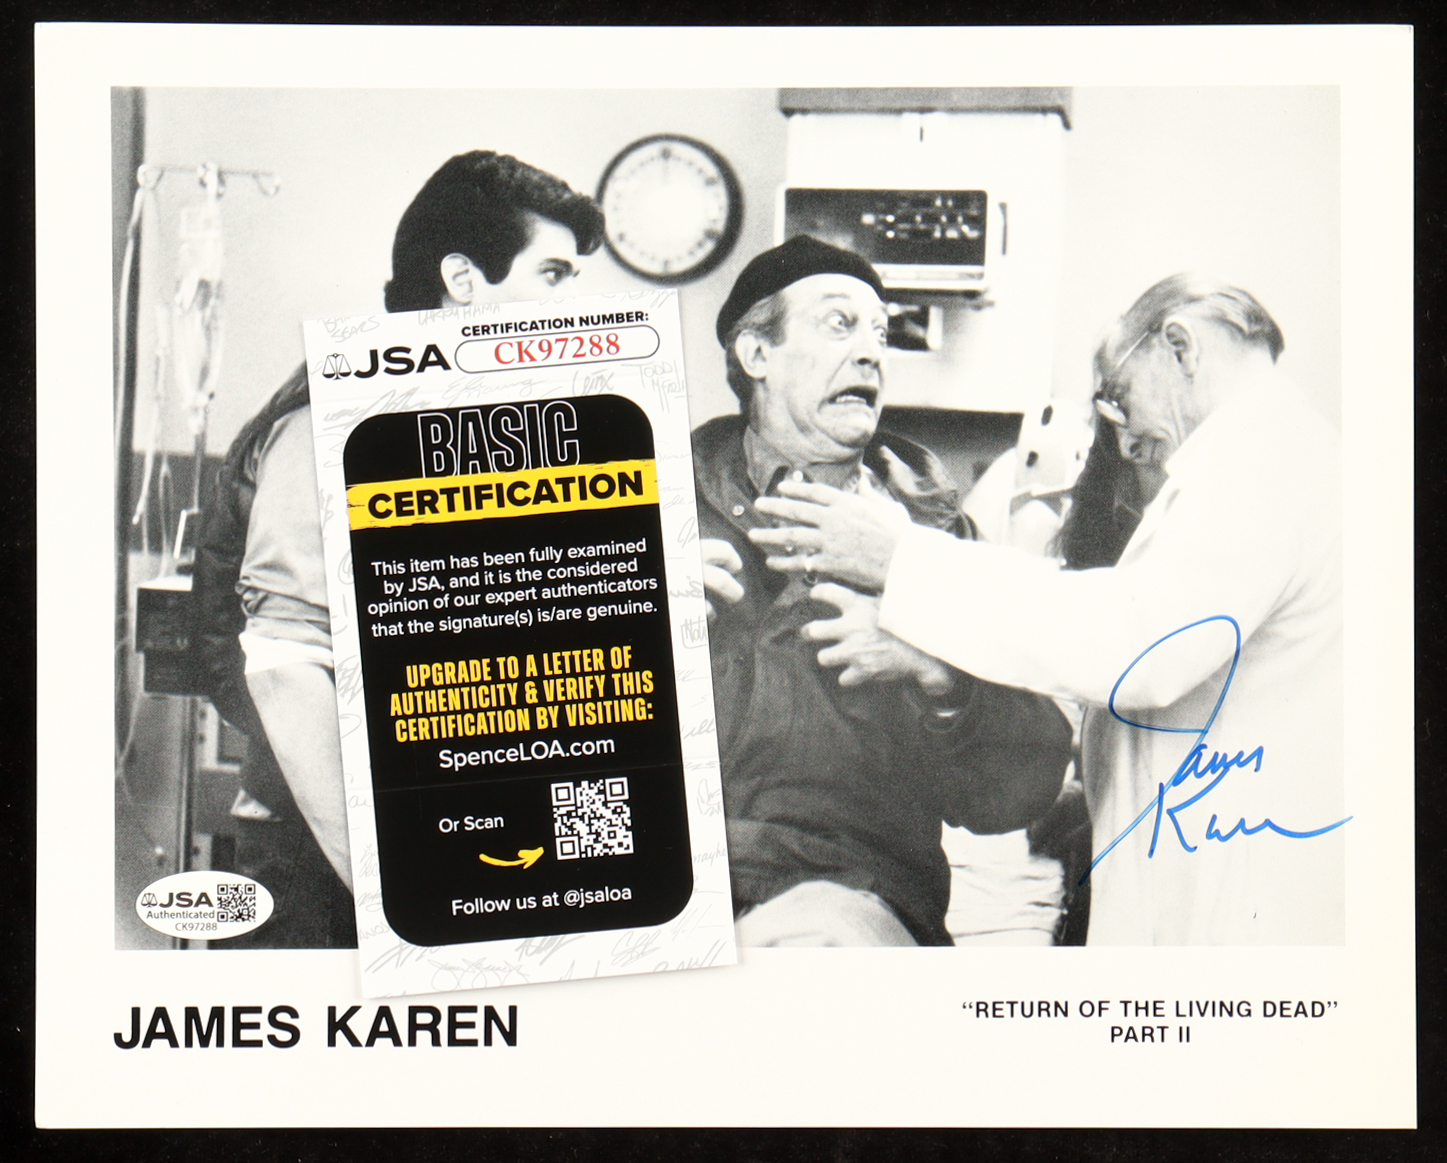 CERTIFICATION NUMBER:
JSA CK97288
BASIC
CERTIFICATION
This item has been fully examined
by JSA, and it is the considered
opinion of our expert authenticators
that the signature(s) is/are genuine.
UPGRADE TO A LETTER OF
AUTHENTICITY & VERIFY THIS
CERTIFICATION BY VISITING:
SpenceLOA.com
Or Scan
Follow us at @jsaloa
James
Karen
JSA
Authenticated
CK97288
JAMES KAREN
“RETURN OF THE LIVING DEAD”
PART II